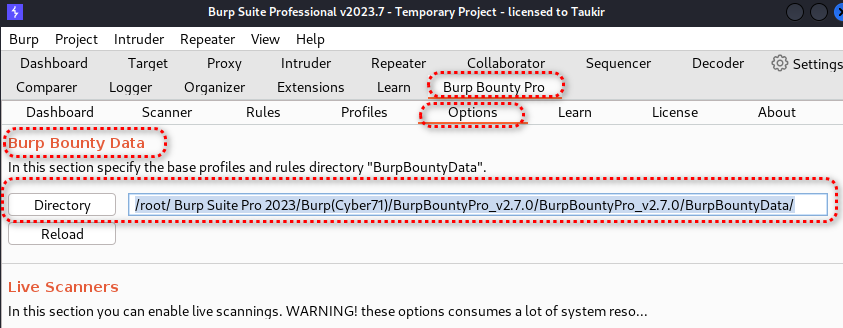 Burp Suite Professional v2023.7 - Temporary Project - licensed to Taukir
Burp Project Intruder Repeater View Help
Dashboard Target Proxy Intruder Repeater Collaborator Sequencer Decoder Settings
Comparer Logger Organizer Extensions Learn Burp Bounty Pro
Dashboard Scanner Rules Profiles Options Learn License About
Burp Bounty Data
In this section specify the base profiles and rules directory "BurpBountyData".
Directory /root/ Burp Suite Pro 2023/Burp(Cyber71)/BurpBountyPro_v2.7.0/BurpBountyPro_v2.7.0/BurpBountyData/
Reload
Live Scanners
In this section you can enable live scannings. WARNING! these options consumes a lot of system reso...